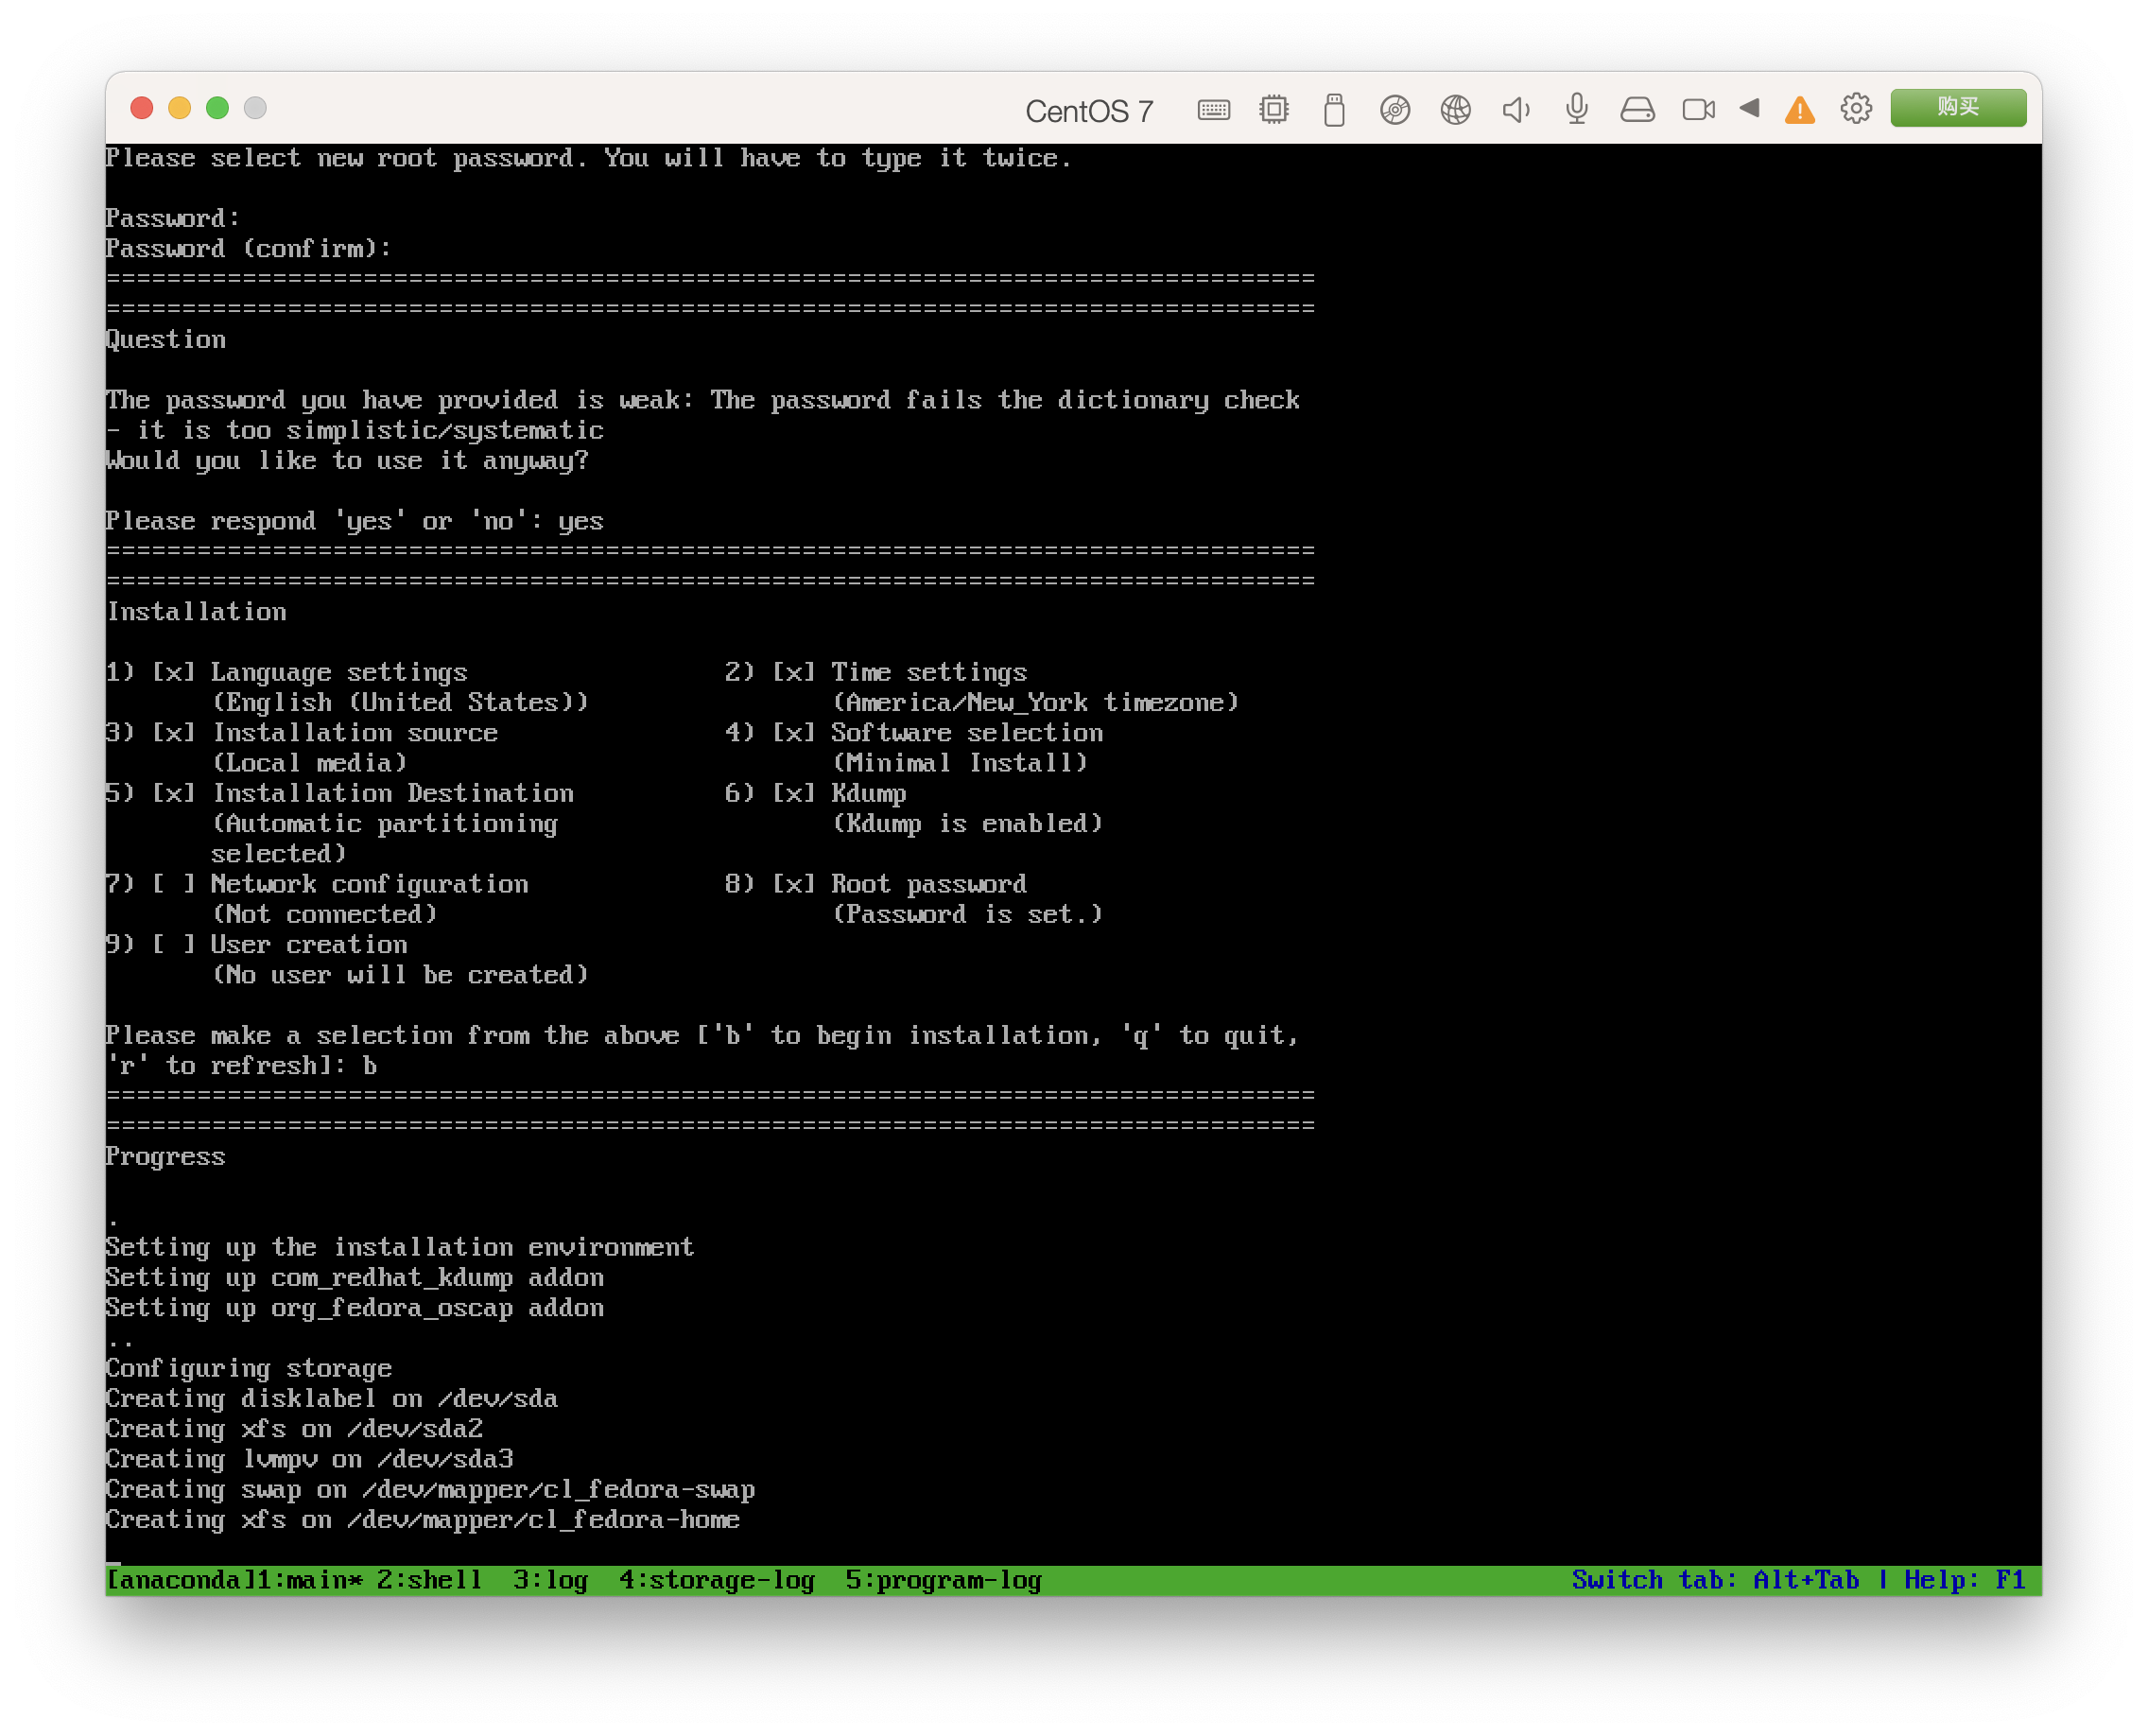 CentOS 7
购买
Please select new root password. You will have to type it twice.
Password:
Password (confirm):
================================================================================
================================================================================
Question
The password you have provided is weak: The password fails the dictionary check
- it is too simplistic/systematic
Would you like to use it anyway?
Please respond 'yes' or 'no': yes
================================================================================
================================================================================
Installation
1) [x] Language settings 2) [x] Time settings
(English (United States)) (America/New_York timezone)
3) [x] Installation source 4) [x] Software selection
(Local media) (Minimal Install)
5) [x] Installation Destination 6) [x] Kdump
(Automatic partitioning (Kdump is enabled)
selected)
7) [ ] Network configuration 8) [x] Root password
(Not connected) (Password is set.)
9) [ ] User creation
(No user will be created)
Please make a selection from the above ['b' to begin installation, 'q' to quit,
'r' to refresh]: b
================================================================================
================================================================================
Progress
.
Setting up the installation environment
Setting up com_redhat_kdump addon
Setting up org_fedora_oscap addon
..
Configuring storage
Creating disklabel on /dev/sda
Creating xfs on /dev/sda2
Creating lvmpv on /dev/sda3
Creating swap on /dev/mapper/cl_fedora-swap
Creating xfs on /dev/mapper/cl_fedora-home
[anaconda]1:main* 2:shell 3:log 4:storage-log 5:program-log Switch tab: Alt+Tab | Help: F1